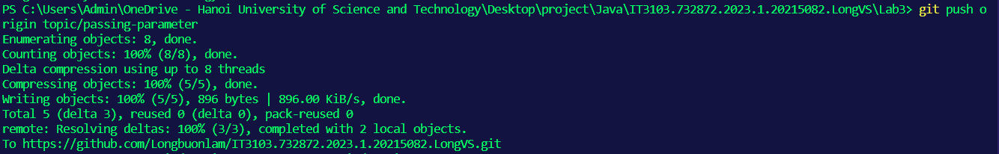 PS C:\Users\Admin\OneDrive - Hanoi University of Science and Technology\Desktop\project\Java\IT3103.732872.2023.1.20215082.LongVS\Lab3> git push o
rigin topic/passing-parameter
Enumerating objects: 8, done.
Counting objects: 100% (8/8), done.
Delta compression using up to 8 threads
Compressing objects: 100% (5/5), done.
Writing objects: 100% (5/5), 896 bytes | 896.00 KiB/s, done.
Total 5 (delta 3), reused 0 (delta 0), pack-reused 0
remote: Resolving deltas: 100% (3/3), completed with 2 local objects.
To https://github.com/Longbuonlam/IT3103.732872.2023.1.20215082.LongVS.git